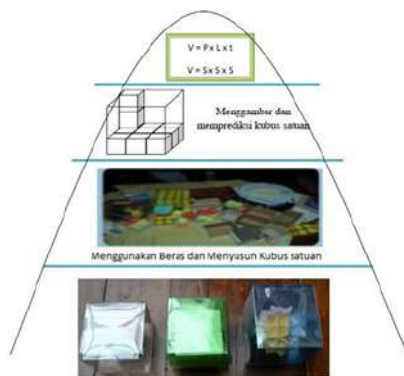 V = P x L x t
V = S x S x S
Menggambar dan
memprediksi kubus satuan
Menggunakan Beras dan Menyusun Kubus satuan